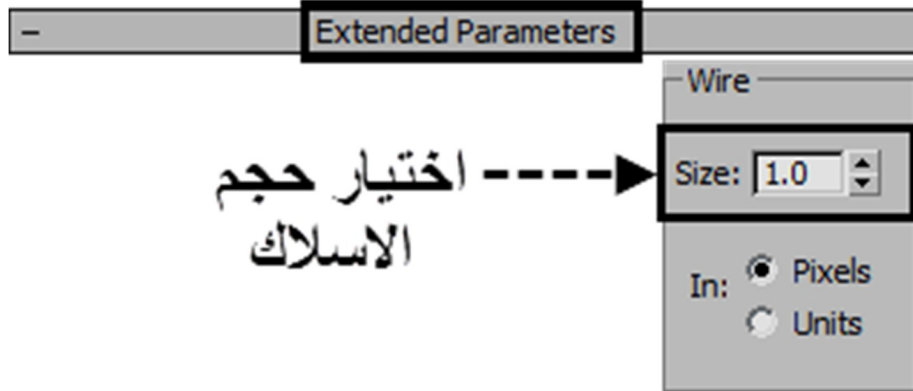 Extended Parameters
Wire
Size: 1.0
اختيار حجم
الاسلاك
In: Pixels
Units